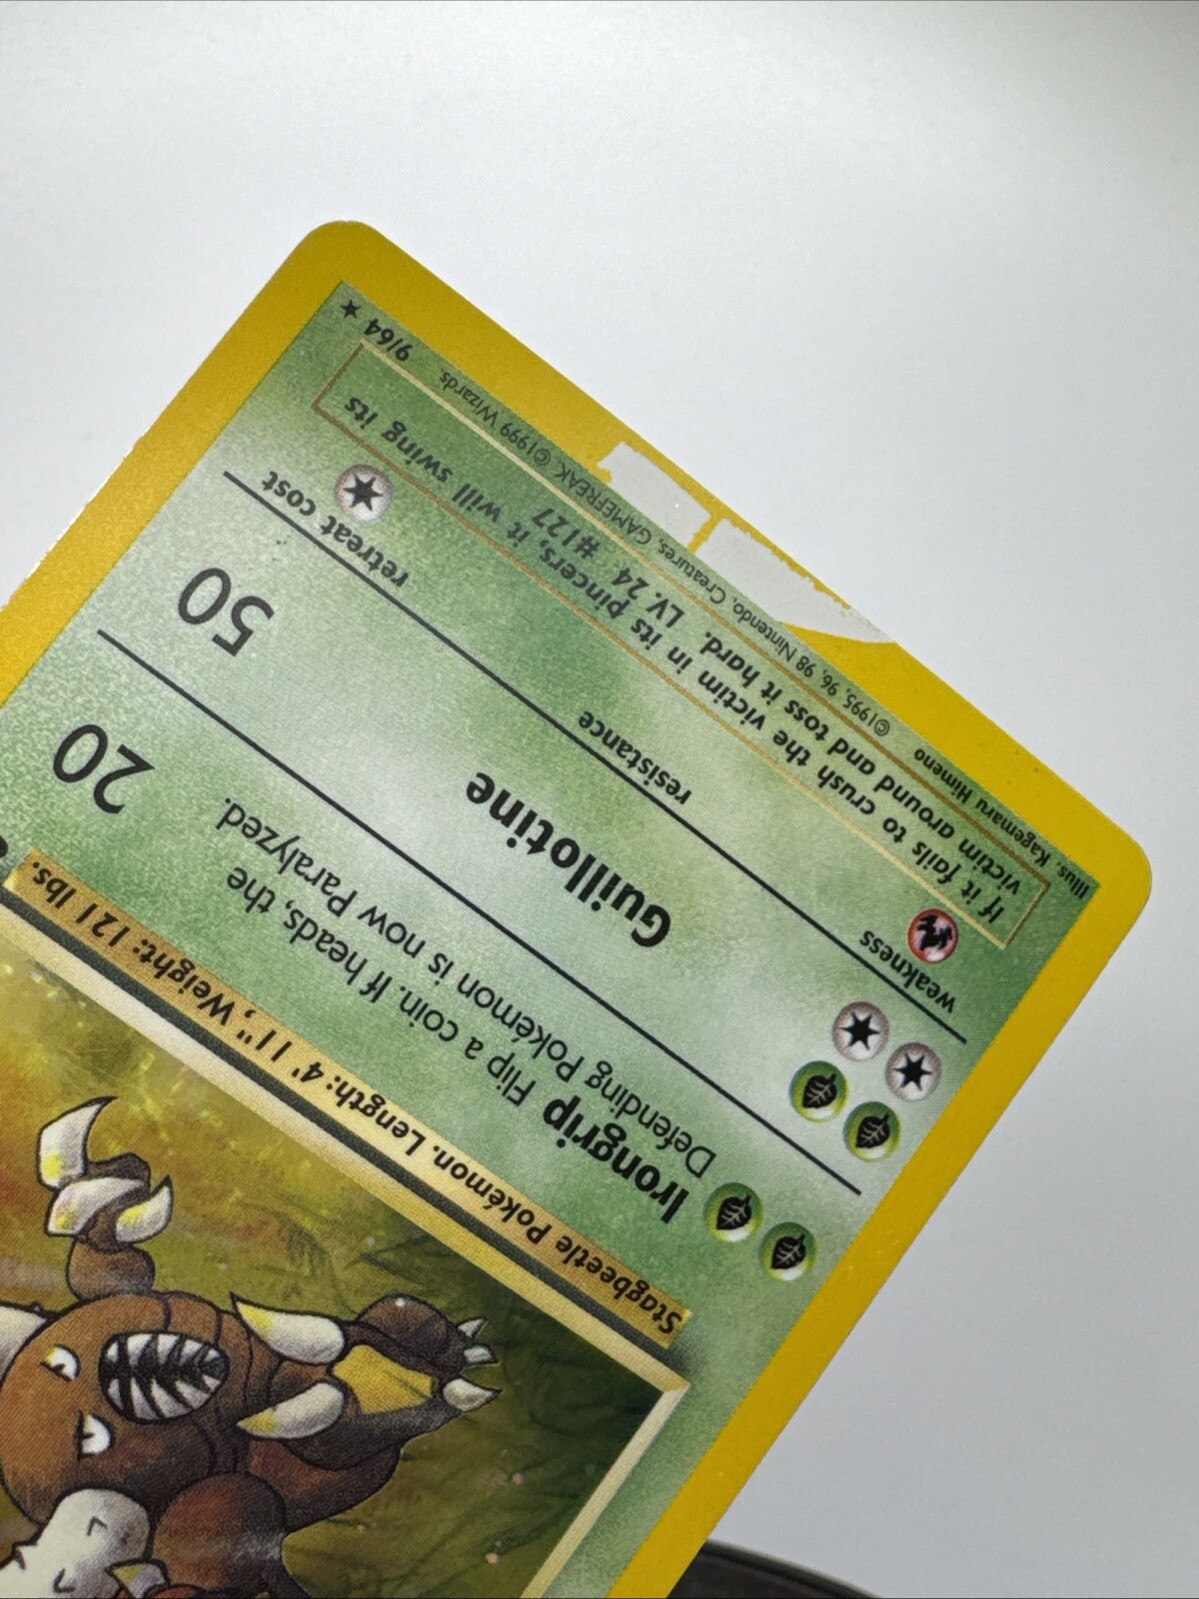 Stagbeetle Pokémon. Length: 4' 11", Weight: 121 lbs.
Irongrip Flip a coin. If heads, the
Defending Pokémon is now Paralyzed.
20
Guillotine
50
weakness
resistance
retreat cost
If it fails to crush the victim in its pincers, it will swing its
victim around and toss it hard. LV. 24 #127
Illus. Kagemaru Himeno
©1995, 96, 98 Nintendo, Creatures, GAMEFREAK, ©1999 Wizards.
9/64